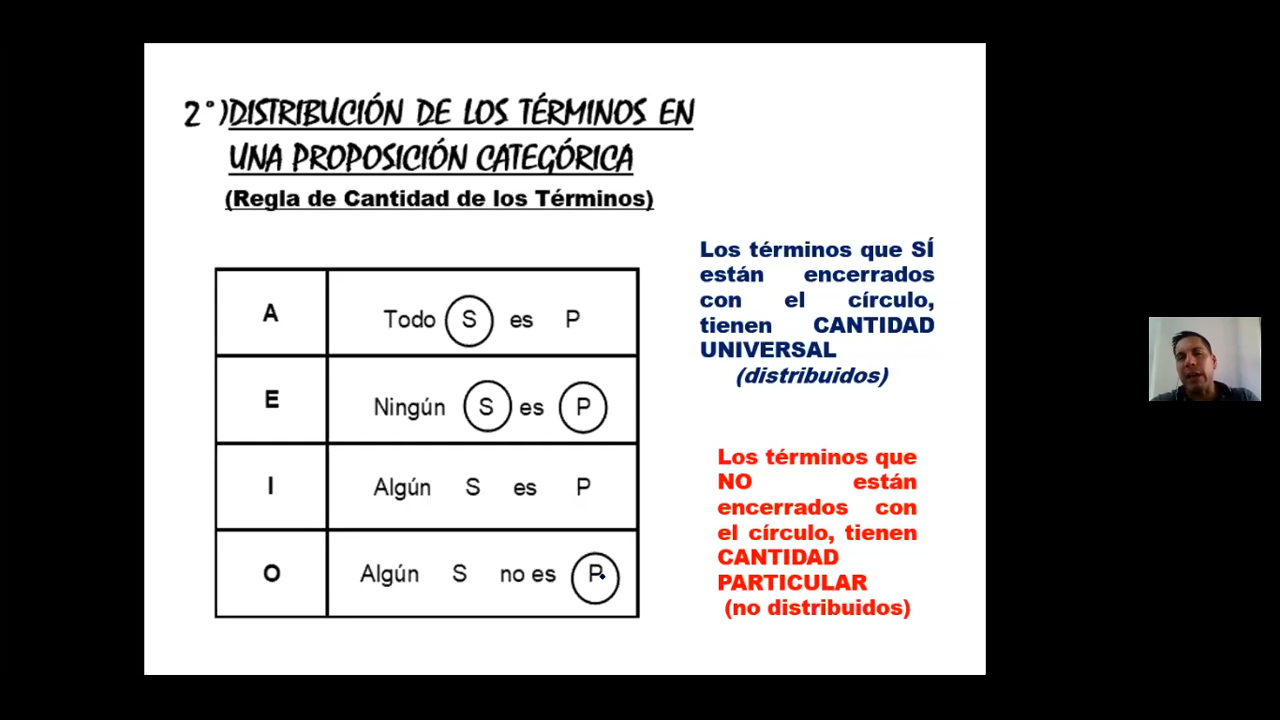 2°)DISTRIBUCIÓN DE LOS TÉRMINOS EN
UNA PROPOSICIÓN CATEGÓRICA
(Regla de Cantidad de los Términos)
A Todo S es P
E Ningún S es P
I Algún S es P
O Algún S no es P
Los términos que SÍ
están encerrados
con el círculo,
tienen CANTIDAD
UNIVERSAL
(distribuidos)
Los términos que
NO están
encerrados con
el círculo, tienen
CANTIDAD
PARTICULAR
(no distribuidos)